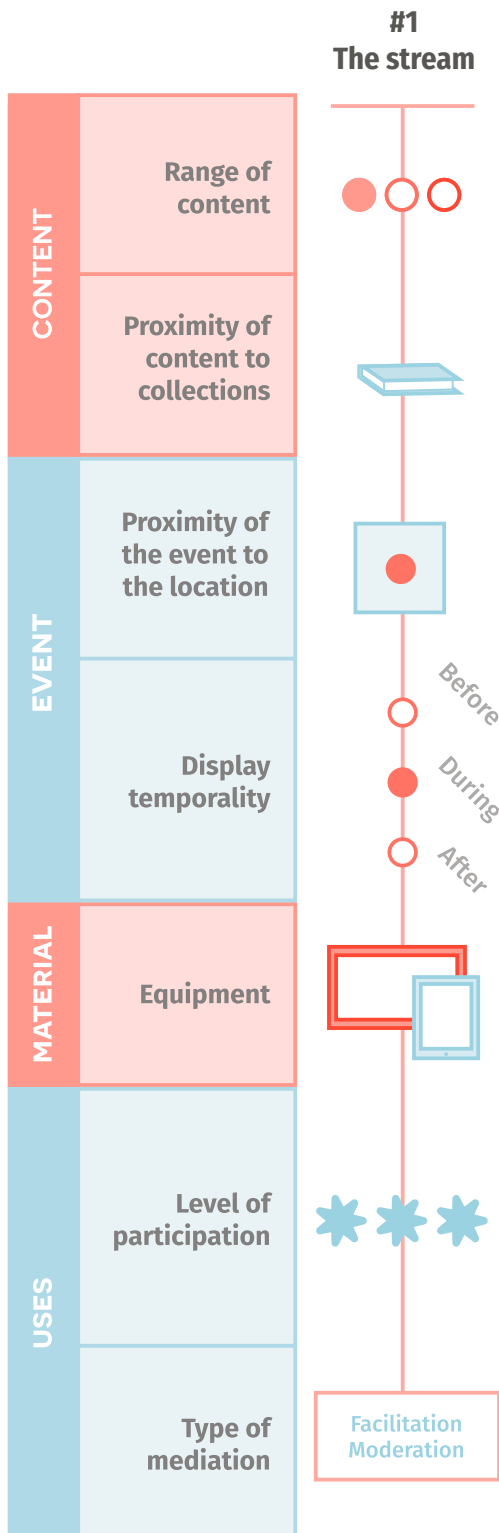 #1
The stream
CONTENT
Range of
content
Proximity of
content to
collections
EVENT
Proximity of
the event to
the location
Display
temporality
Before
During
After
MATERIAL
Equipment
USES
Level of
participation
Type of
mediation
Facilitation
Moderation